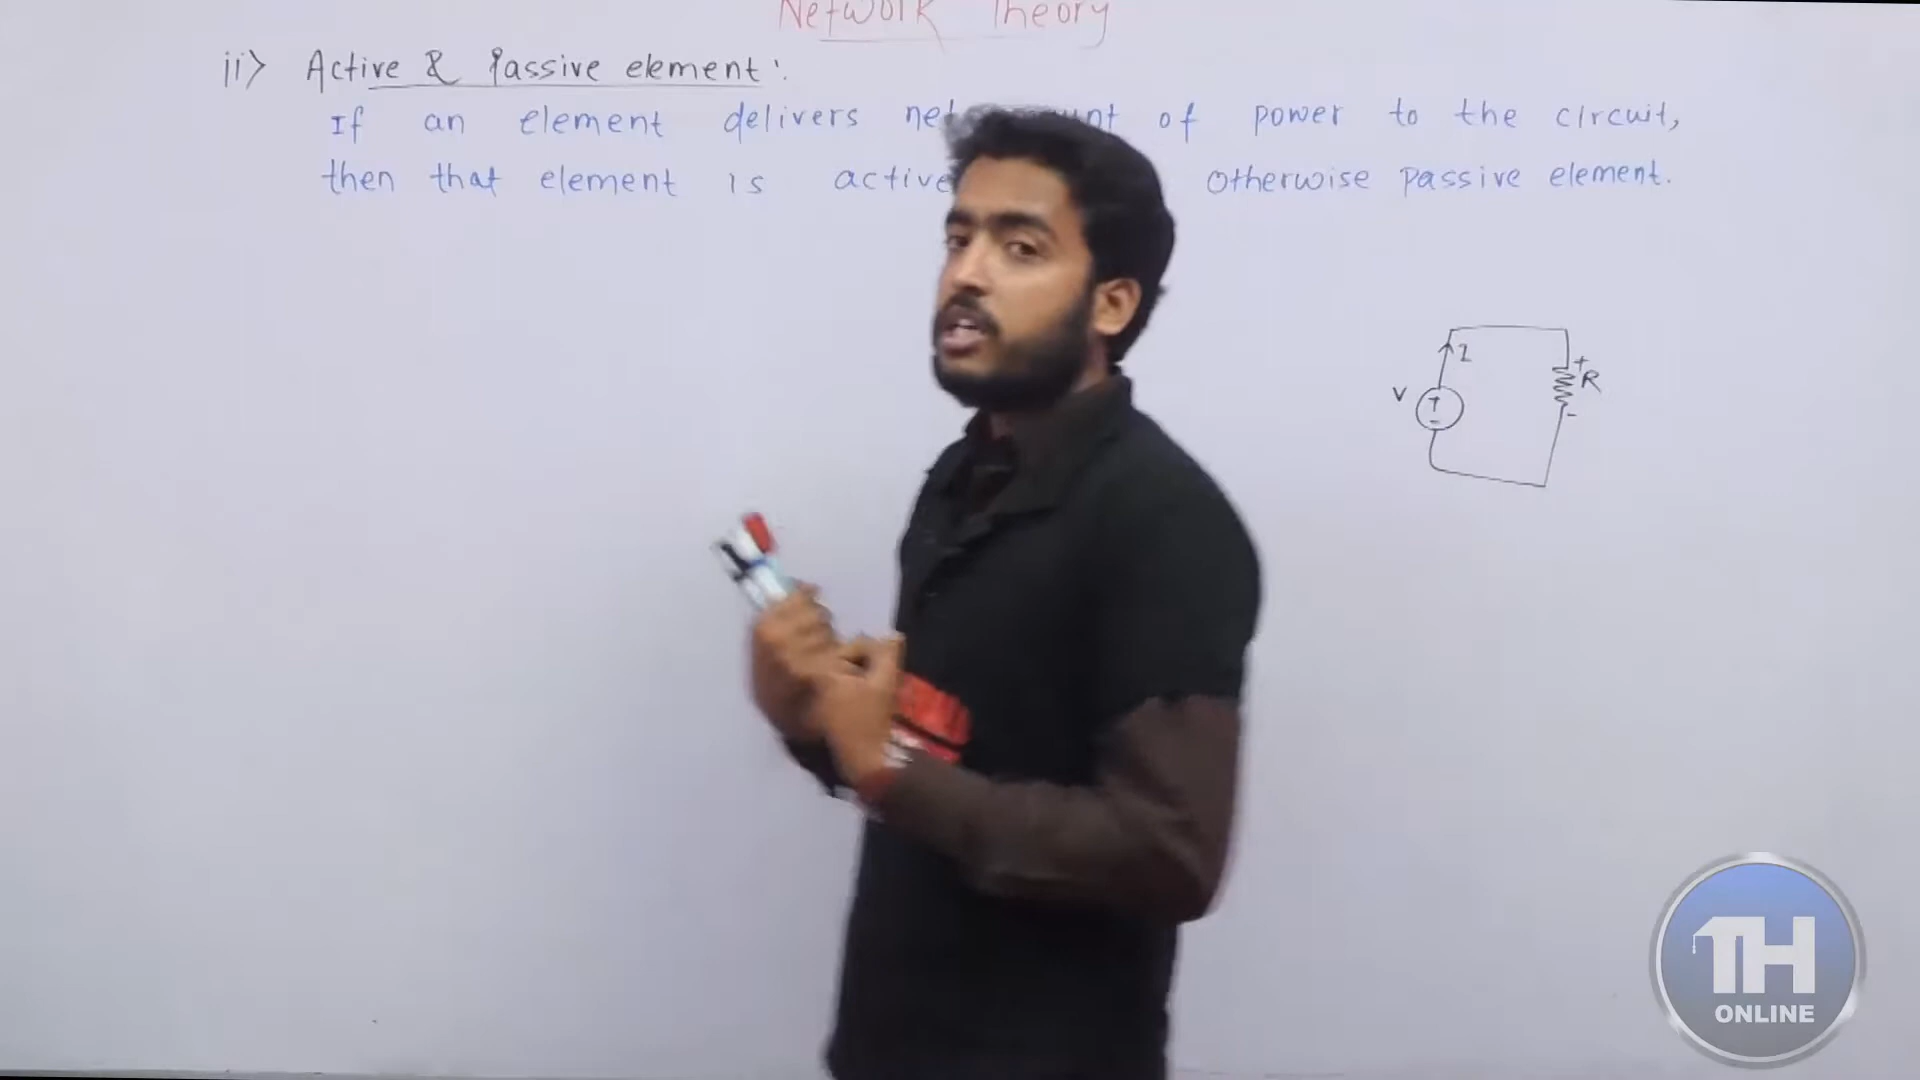 Network Theory
ii> Active & Passive element:
If an element delivers net of power to the circuit,
then that element is active otherwise passive element.
I
+
R
V
+
-
-
TH
ONLINE